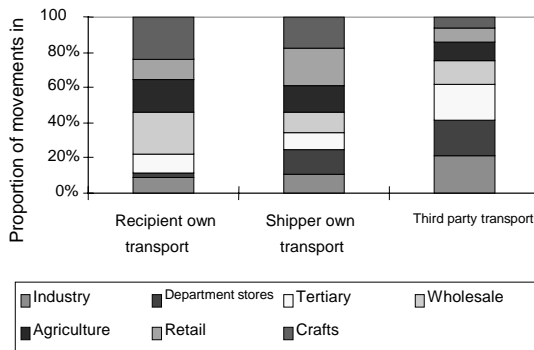 Proportion of movements in
100
80%
60%
40%
20%
0%
Recipient own
transport
Shipper own
transport
Third party transport
Industry
Department stores
Tertiary
Wholesale
Agriculture
Retail
Crafts